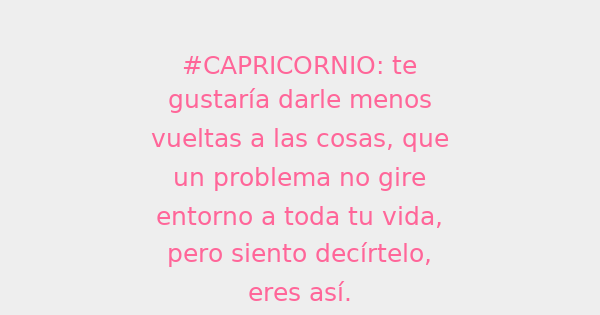 #CAPRICORNIO: te
gustaría darle menos
vueltas a las cosas, que
un problema no gire
entorno a toda tu vida,
pero siento decírtelo,
eres así.